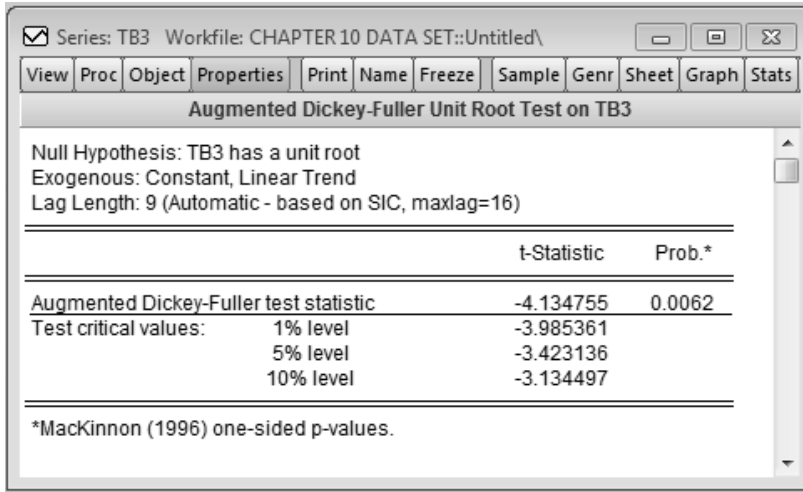 Series: TB3 Workfile: CHAPTER 10 DATA SET::Untitled\
View Proc Object Properties Print Name Freeze Sample Genr Sheet Graph Stats
Augmented Dickey-Fuller Unit Root Test on TB3
Null Hypothesis: TB3 has a unit root
Exogenous: Constant, Linear Trend
Lag Length: 9 (Automatic - based on SIC, maxlag=16)
t-Statistic Prob.*
Augmented Dickey-Fuller test statistic -4.134755 0.0062
Test critical values: 1% level -3.985361
5% level -3.423136
10% level -3.134497
*MacKinnon (1996) one-sided p-values.